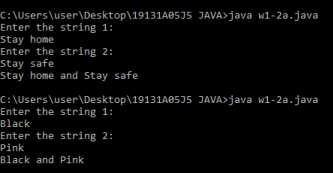 C:\Users\user\Desktop\19131A05J5 JAVA>java w1-2a.java
Enter the string 1:
Stay home
Enter the string 2:
Stay safe
Stay home and Stay safe
C:\Users\user\Desktop\19131A05J5 JAVA>java w1-2a.java
Enter the string 1:
Black
Enter the string 2:
Pink
Black and Pink